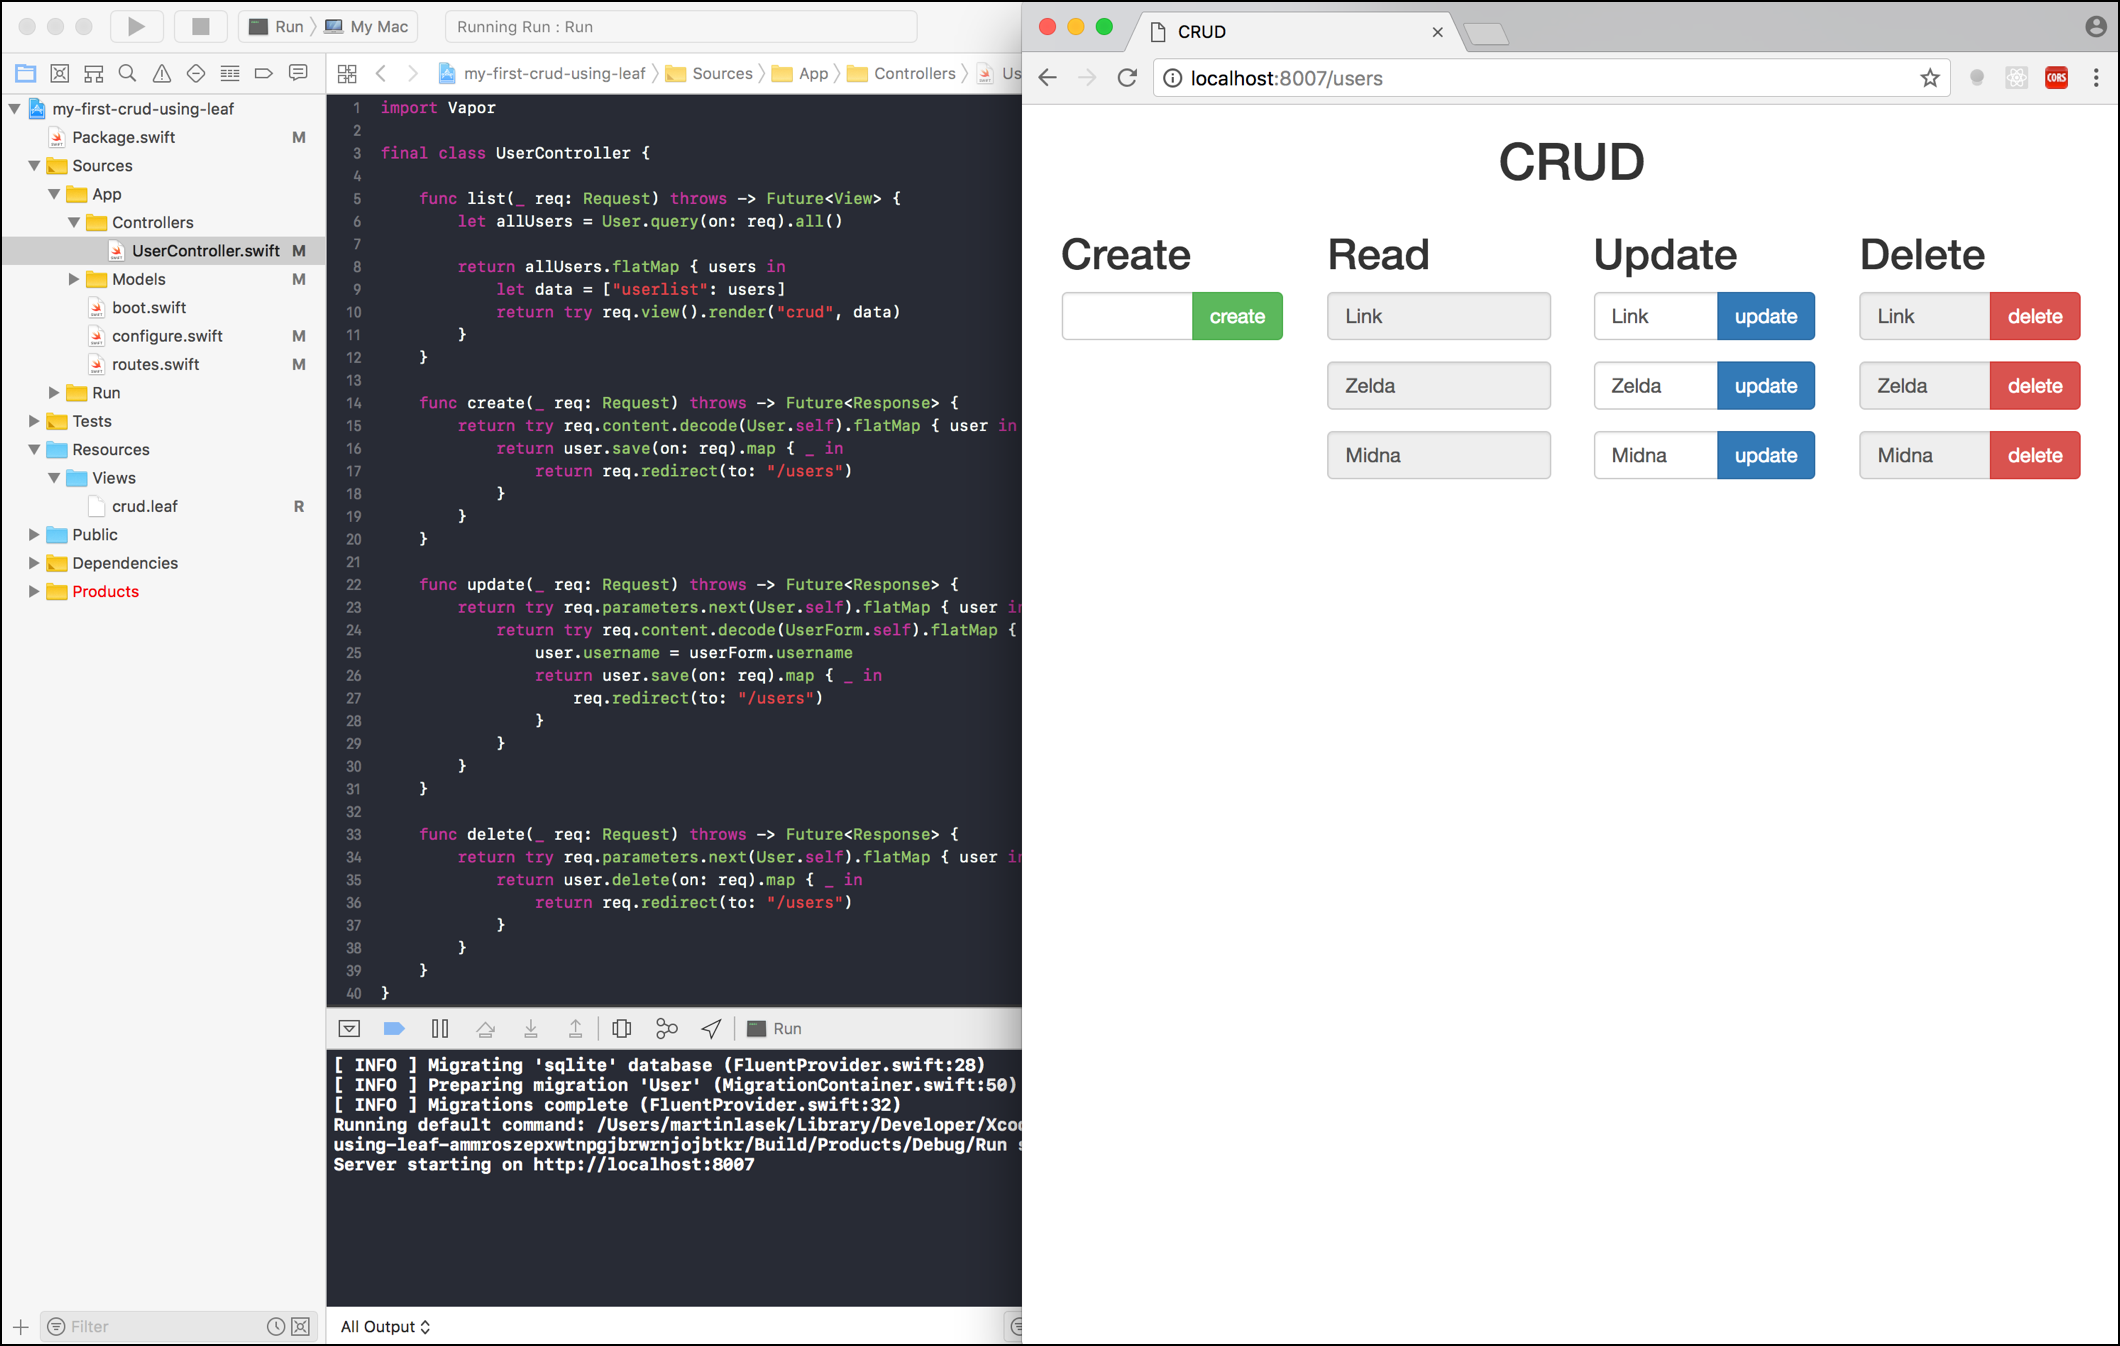 Run
My Mac
Running Run : Run
my-first-crud-using-leaf
Package.swift M
Sources
App
Controllers
UserController.swift M
Models M
boot.swift
configure.swift M
routes.swift M
Run
Tests
Resources
Views
crud.leaf R
Public
Dependencies
Products
Filter
my-first-crud-using-leaf Sources App Controllers Us
1 import Vapor
2
3 final class UserController {
4
5 func list(_ req: Request) throws -> Future<View> {
6 let allUsers = User.query(on: req).all()
7
8 return allUsers.flatMap { users in
9 let data = ["userlist": users]
10 return try req.view().render("crud", data)
11 }
12 }
13
14 func create(_ req: Request) throws -> Future<Response> {
15 return try req.content.decode(User.self).flatMap { user in
16 return user.save(on: req).map { _ in
17 return req.redirect(to: "/users")
18 }
19 }
20 }
21
22 func update(_ req: Request) throws -> Future<Response> {
23 return try req.parameters.next(User.self).flatMap { user in
24 return try req.content.decode(UserForm.self).flatMap {
25 user.username = userForm.username
26 return user.save(on: req).map { _ in
27 req.redirect(to: "/users")
28 }
29 }
30 }
31 }
32
33 func delete(_ req: Request) throws -> Future<Response> {
34 return try req.parameters.next(User.self).flatMap { user in
35 return user.delete(on: req).map { _ in
36 return req.redirect(to: "/users")
37 }
38 }
39 }
40 }
Run
[ INFO ] Migrating 'sqlite' database (FluentProvider.swift:28)
[ INFO ] Preparing migration 'User' (MigrationContainer.swift:50)
[ INFO ] Migrations complete (FluentProvider.swift:32)
Running default command: /Users/martinlasek/Library/Developer/Xcod
using-leaf-ammroszepxwtnpgjbrwrnjojbtkr/Build/Products/Debug/Run s
Server starting on http://localhost:8007
All Output
CRUD
localhost:8007/users
CORS
CRUD
Create Read Update Delete
create Link Link update Link delete
Zelda Zelda update Zelda delete
Midna Midna update Midna delete